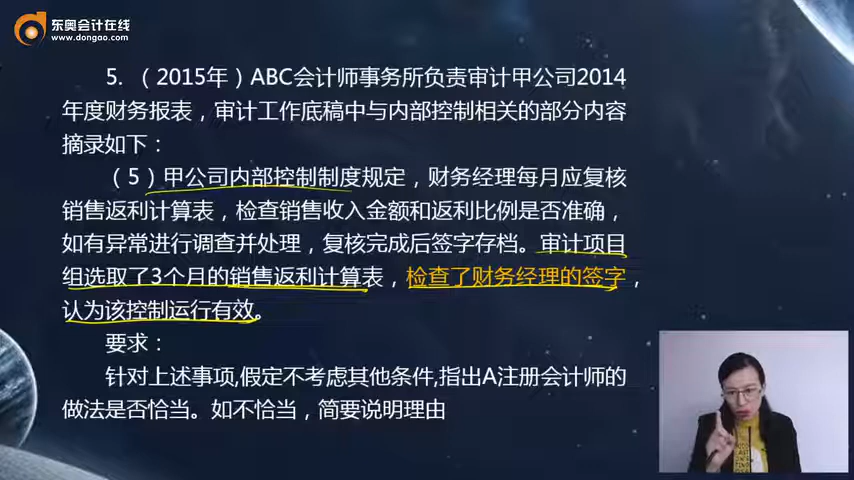 东奥会计在线
www.dongao.com
5. （2015年）ABC会计师事务所负责审计甲公司2014
年度财务报表，审计工作底稿中与内部控制相关的部分内容
摘录如下：
（5）甲公司内部控制制度规定，财务经理每月应复核
销售返利计算表，检查销售收入金额和返利比例是否准确，
如有异常进行调查并处理，复核完成后签字存档。审计项目
组选取了3个月的销售返利计算表，检查了财务经理的签字，
认为该控制运行有效。
要求：
针对上述事项,假定不考虑其他条件,指出A注册会计师的
做法是否恰当。如不恰当，简要说明理由